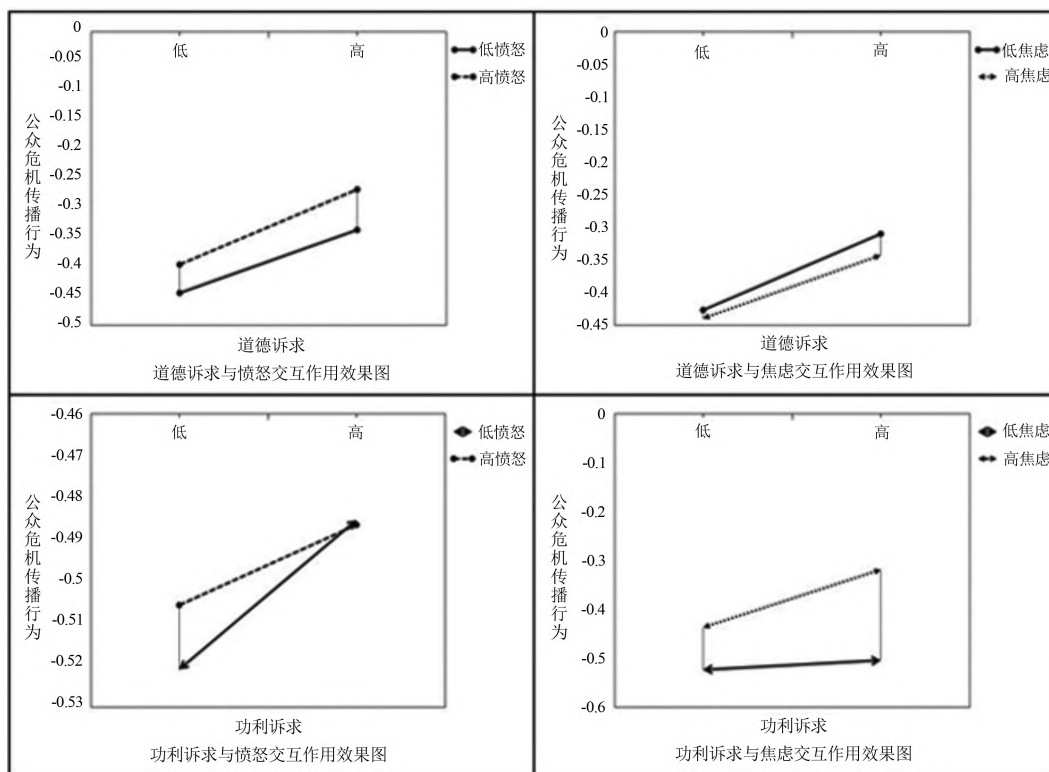 0
-0.05
-0.1
-0.15
-0.2
-0.25
-0.3
-0.35
-0.4
-0.45
-0.5
公众危机传播行为
低
高
低愤怒
高愤怒
道德诉求
道德诉求与愤怒交互作用效果图
0
-0.05
-0.1
-0.15
-0.2
-0.25
-0.3
-0.35
-0.4
-0.45
公众危机传播行为
低
高
低焦虑
高焦虑
道德诉求
道德诉求与焦虑交互作用效果图
-0.46
-0.47
-0.48
-0.49
-0.5
-0.51
-0.52
-0.53
公众危机传播行为
低
高
低愤怒
高愤怒
功利诉求
功利诉求与愤怒交互作用效果图
0
-0.1
-0.2
-0.3
-0.4
-0.5
-0.6
公众危机传播行为
低
高
低焦虑
高焦虑
功利诉求
功利诉求与焦虑交互作用效果图